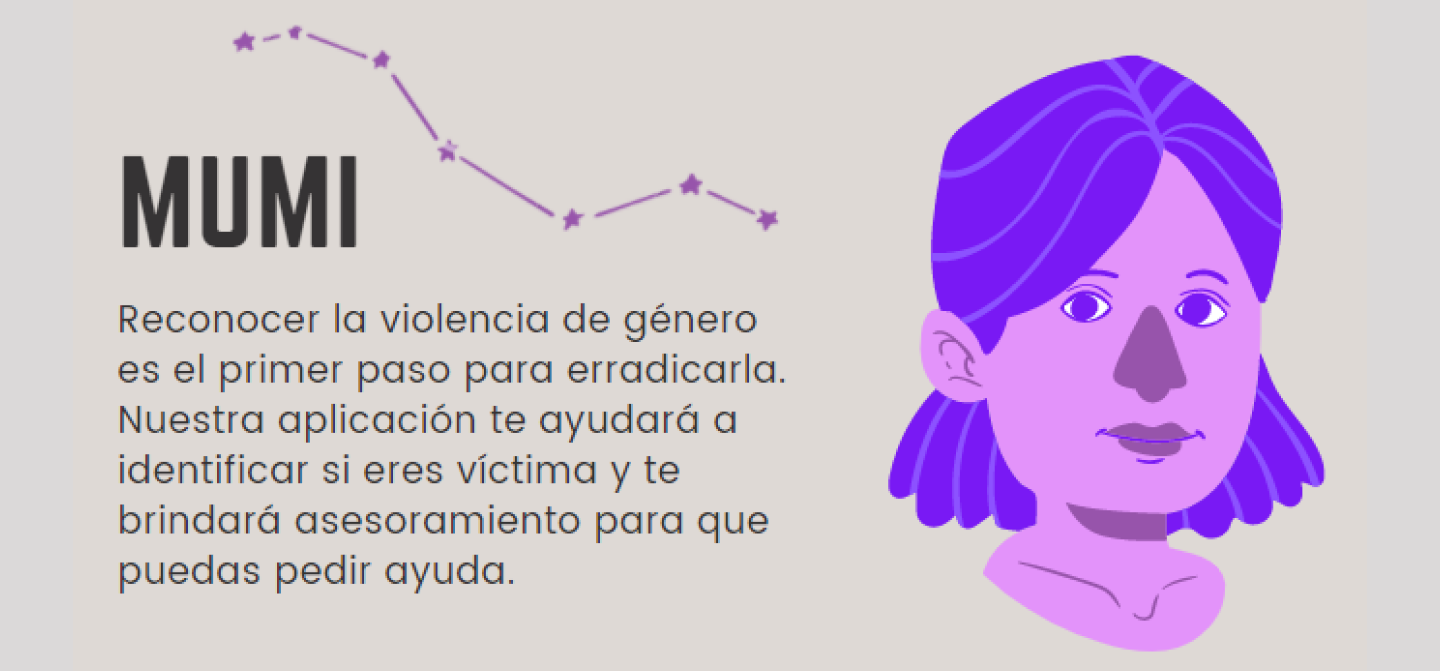 MUMI
Reconocer la violencia de género
es el primer paso para erradicarla.
Nuestra aplicación te ayudará a
identificar si eres víctima y te
brindará asesoramiento para que
puedas pedir ayuda.